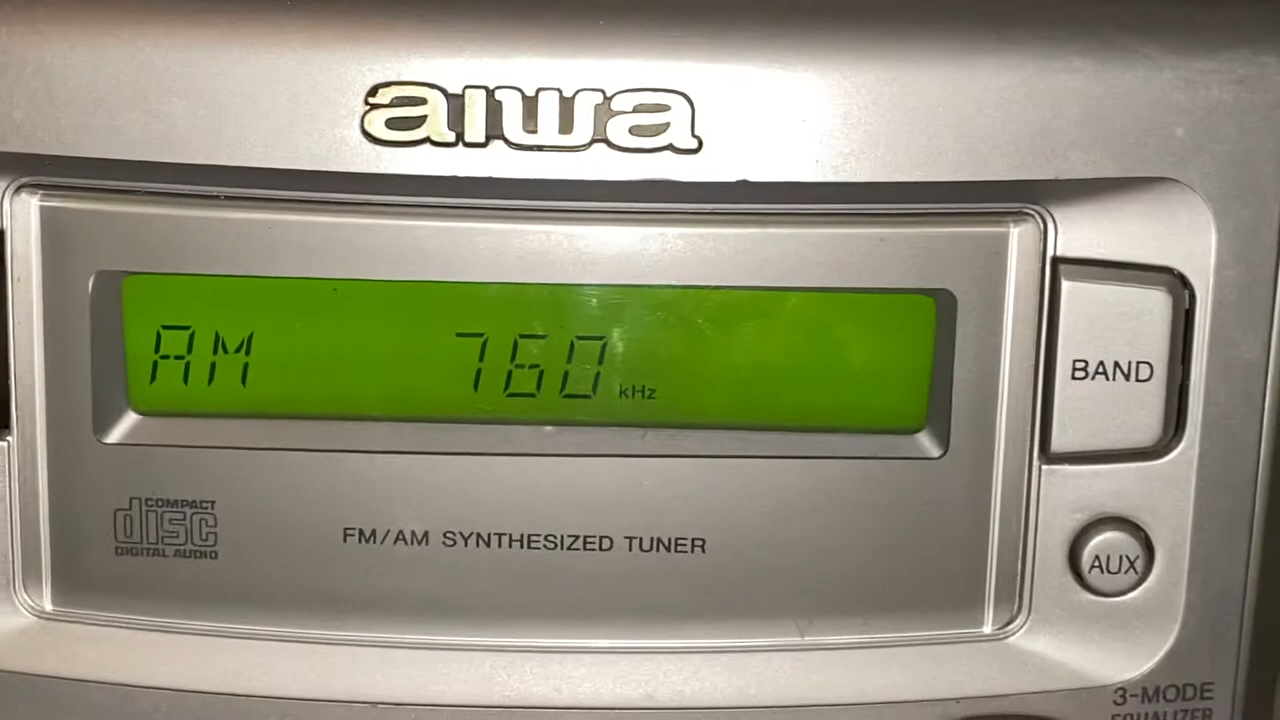 aiwa
AM 760 kHz
BAND
COMPACT
disc
DIGITAL AUDIO
FM/AM SYNTHESIZED TUNER
AUX
3-MODE
EQUALIZER